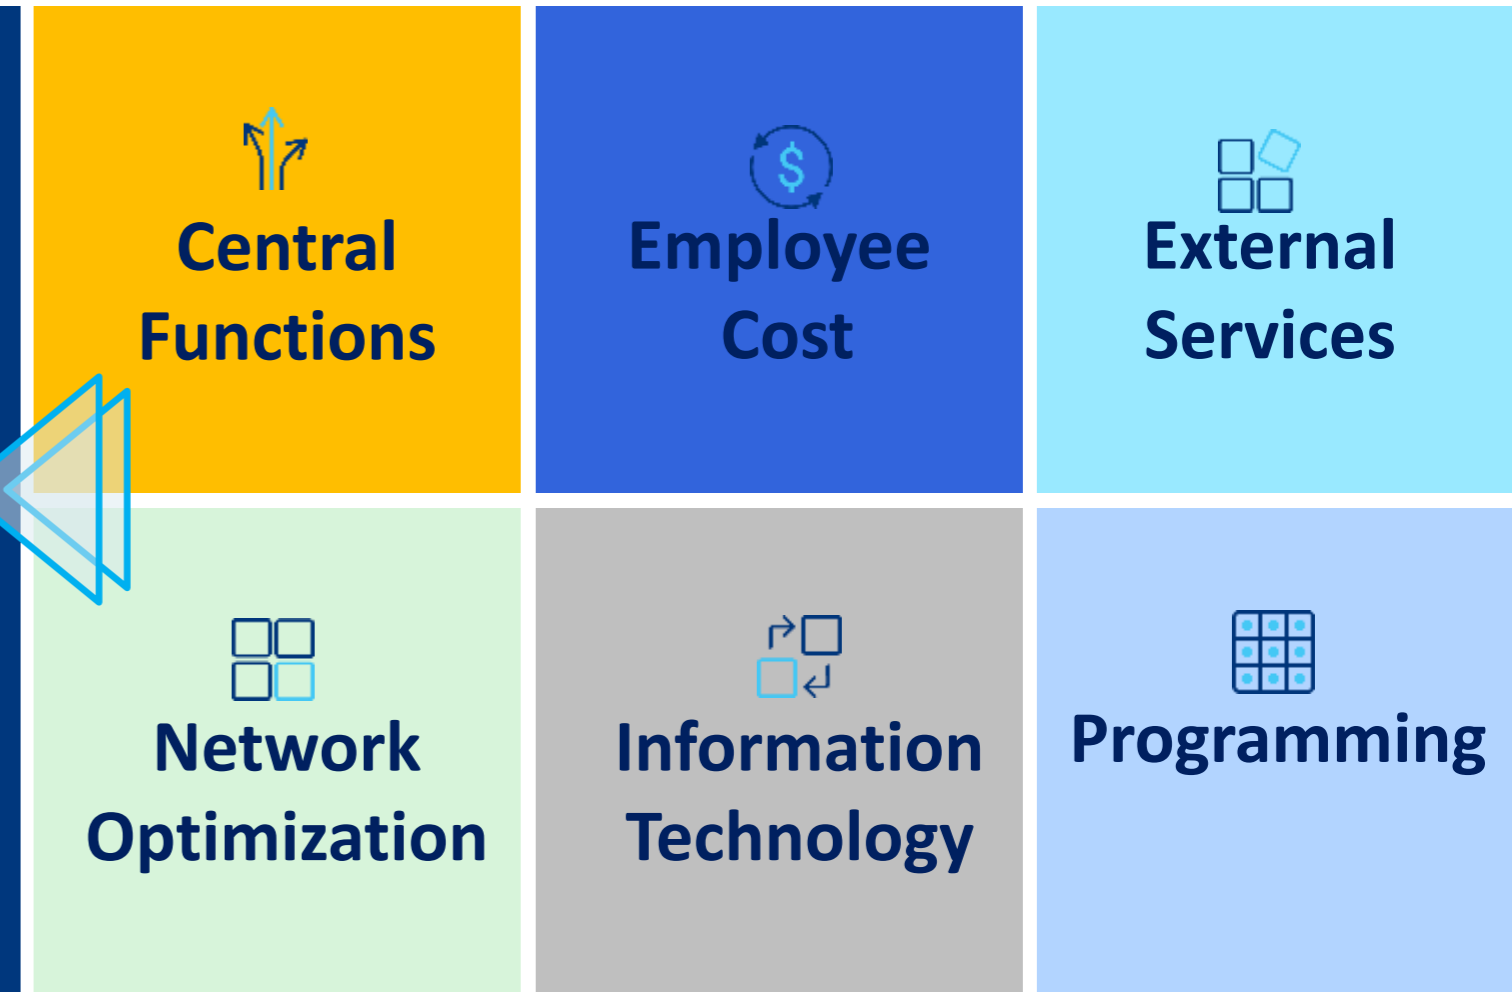 Central
Functions
$
Employee
Cost
External
Services
Network
Optimization
Information
Technology
Programming